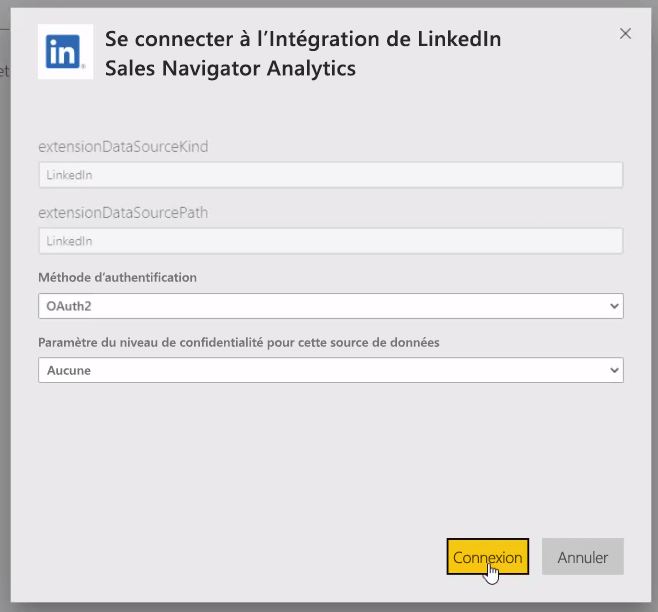 Se connecter à l’Intégration de LinkedIn
Sales Navigator Analytics
in
et
extensionDataSourceKind
LinkedIn
extensionDataSourcePath
LinkedIn
Méthode d’authentification
OAuth2
Paramètre du niveau de confidentialité pour cette source de données
Aucune
Connexion
Annuler